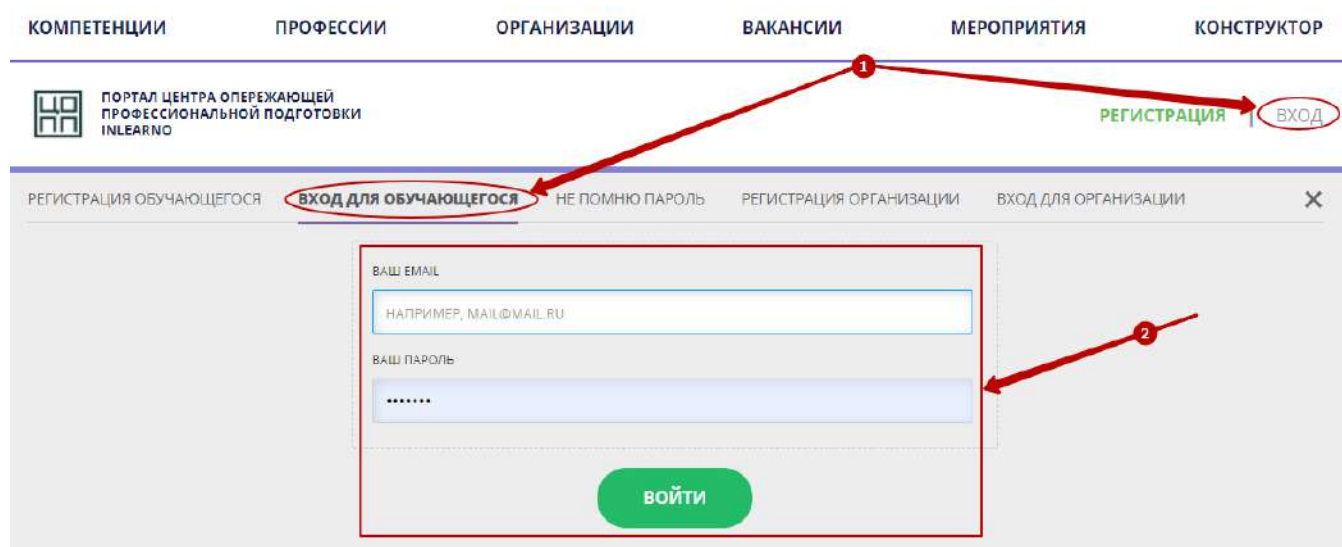 КОМПЕТЕНЦИИ ПРОФЕССИИ ОРГАНИЗАЦИИ ВАКАНСИИ МЕРОПРИЯТИЯ КОНСТРУКТОР
1
ЦО
ПП
ПОРТАЛ ЦЕНТРА ОПЕРЕЖАЮЩЕЙ
ПРОФЕССИОНАЛЬНОЙ ПОДГОТОВКИ
INLEARNO
РЕГИСТРАЦИЯ | ВХОД
РЕГИСТРАЦИЯ ОБУЧАЮЩЕГОСЯ ВХОД ДЛЯ ОБУЧАЮЩЕГОСЯ НЕ ПОМНЮ ПАРОЛЬ РЕГИСТРАЦИЯ ОРГАНИЗАЦИИ ВХОД ДЛЯ ОРГАНИЗАЦИИ ×
ВАШ EMAIL
НАПРИМЕР, MAIL@MAIL.RU
2
ВАШ ПАРОЛЬ
•••••••
ВОЙТИ